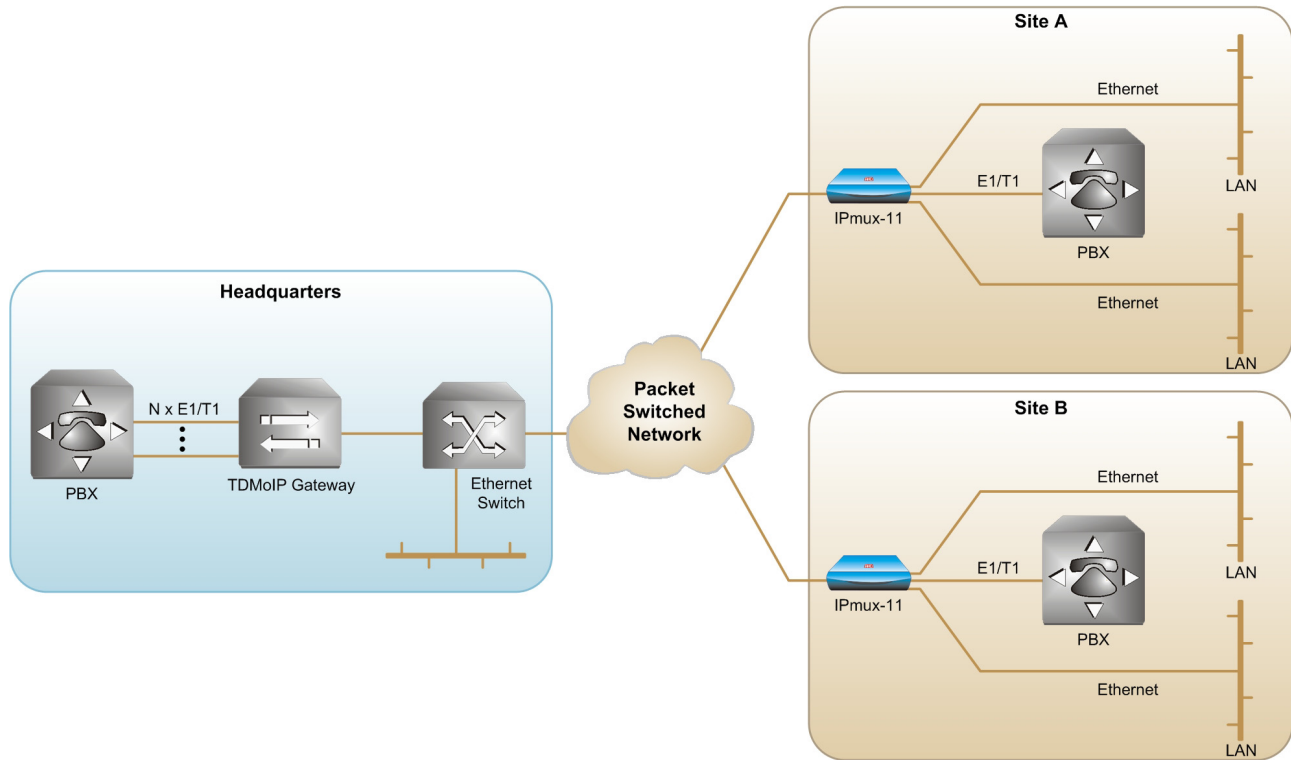 Headquarters
PBX
N x E1/T1
TDMoIP Gateway
Ethernet
Switch
Packet
Switched
Network
Site A
Ethernet
LAN
E1/T1
IPmux-11
PBX
Ethernet
LAN
Site B
Ethernet
LAN
E1/T1
IPmux-11
PBX
Ethernet
LAN